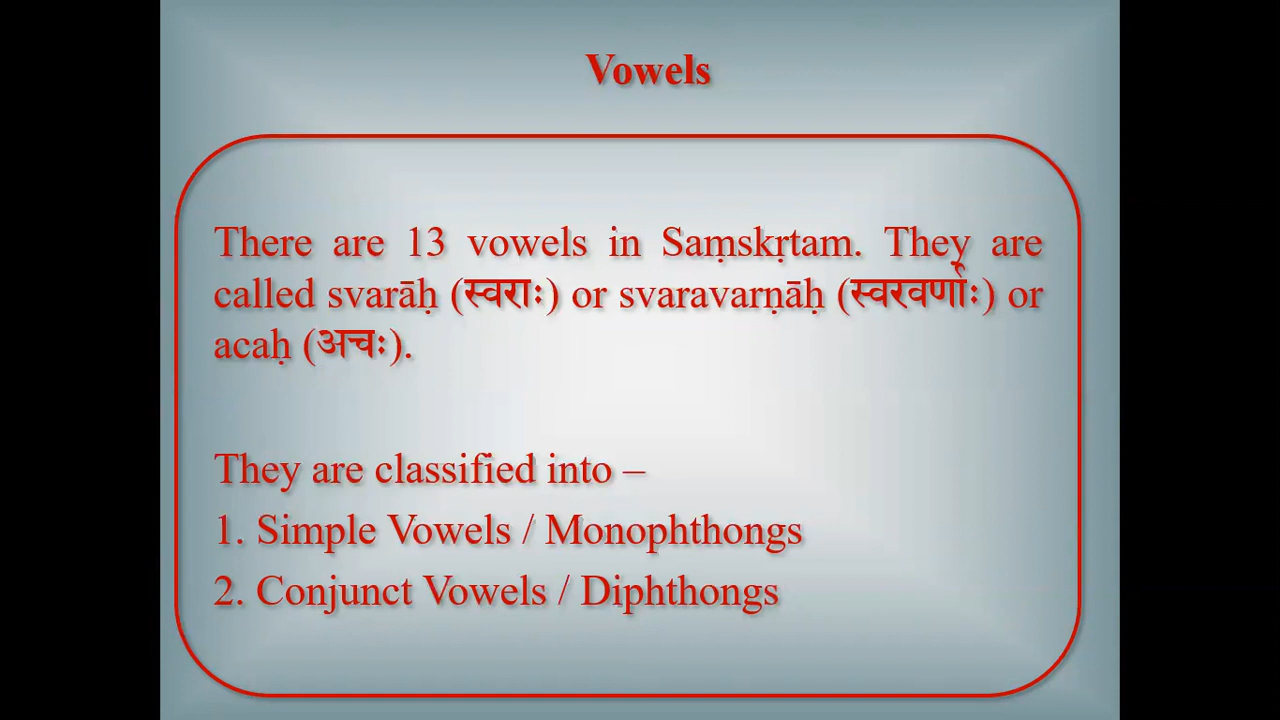 Vowels
There are 13 vowels in Saṃskṛtam. They are
called svarāḥ (स्वराः) or svaravarṇāḥ (स्वरवर्णाः) or
acaḥ (अचः).
They are classified into –
1. Simple Vowels / Monophthongs
2. Conjunct Vowels / Diphthongs